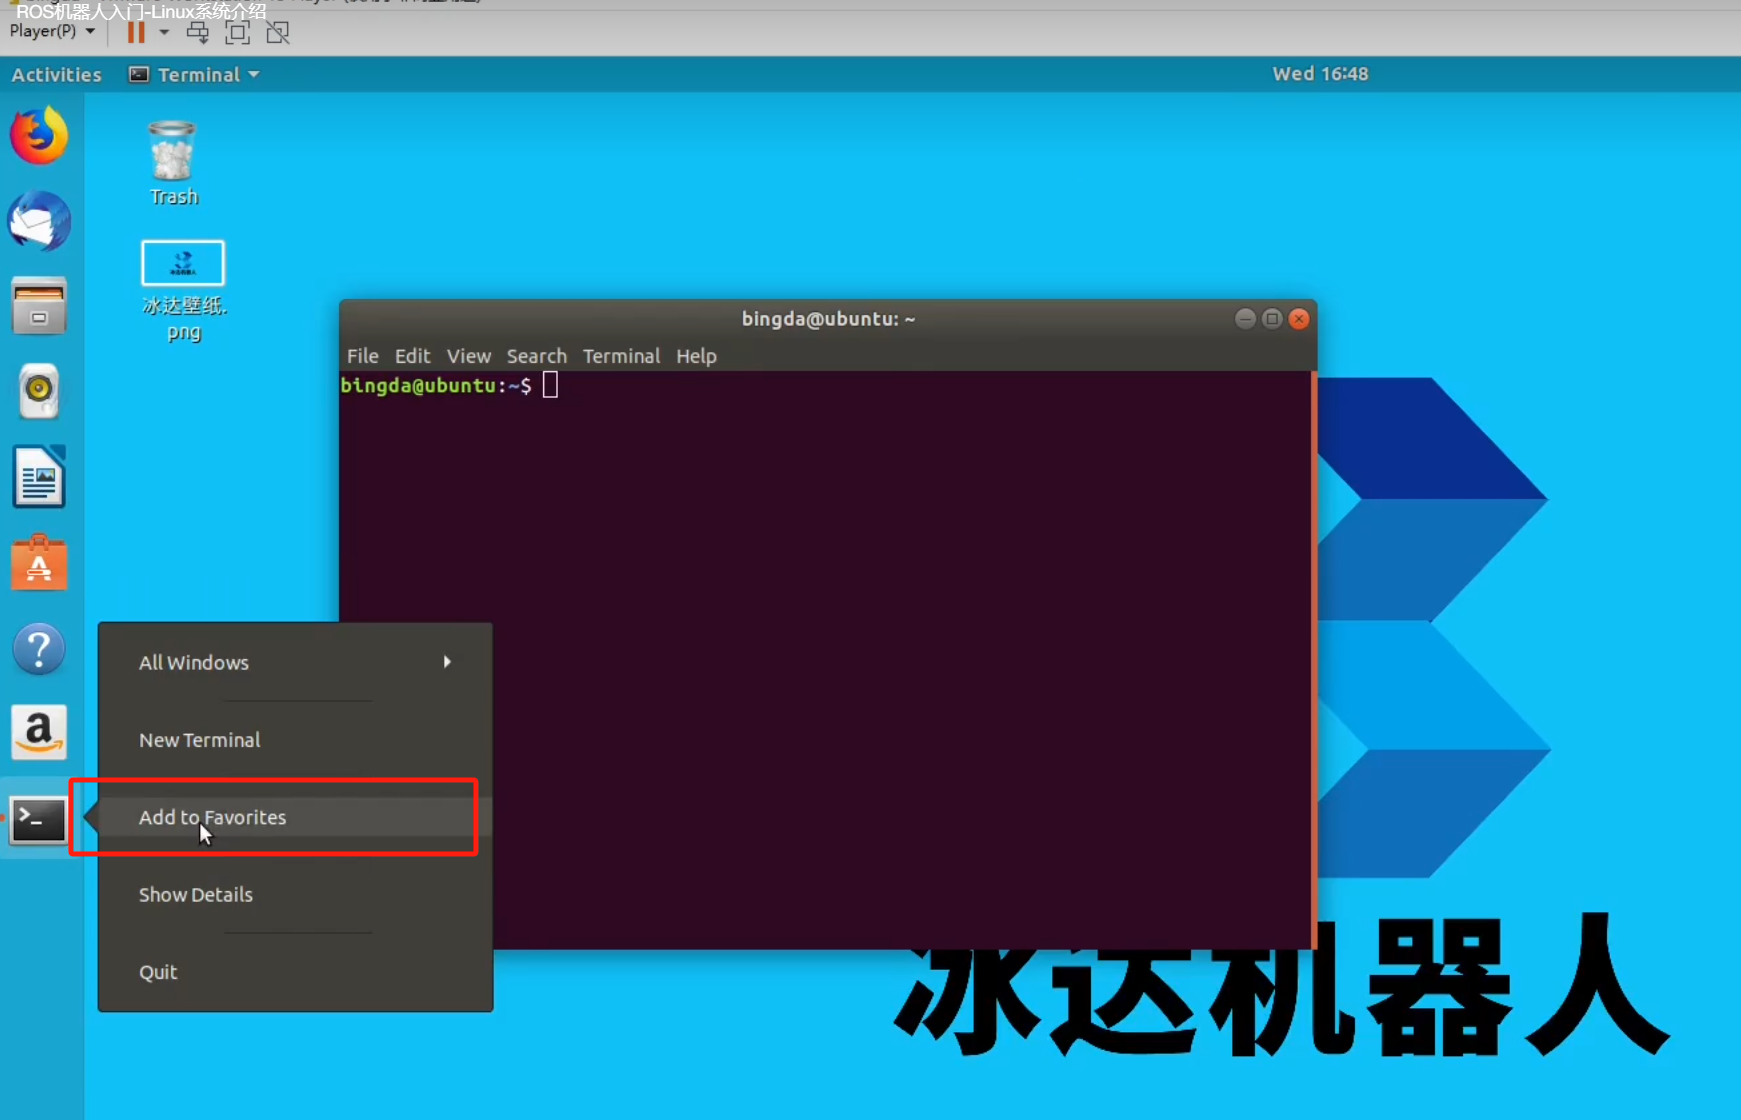 ROS机器人入门-Linux系统介绍
Player(P)
Activities
Terminal
Wed 16:48
Trash
冰达壁纸.
png
bingda@ubuntu: ~
File Edit View Search Terminal Help
bingda@ubuntu:~$
All Windows
New Terminal
Add to Favorites
Show Details
Quit
冰达机器人